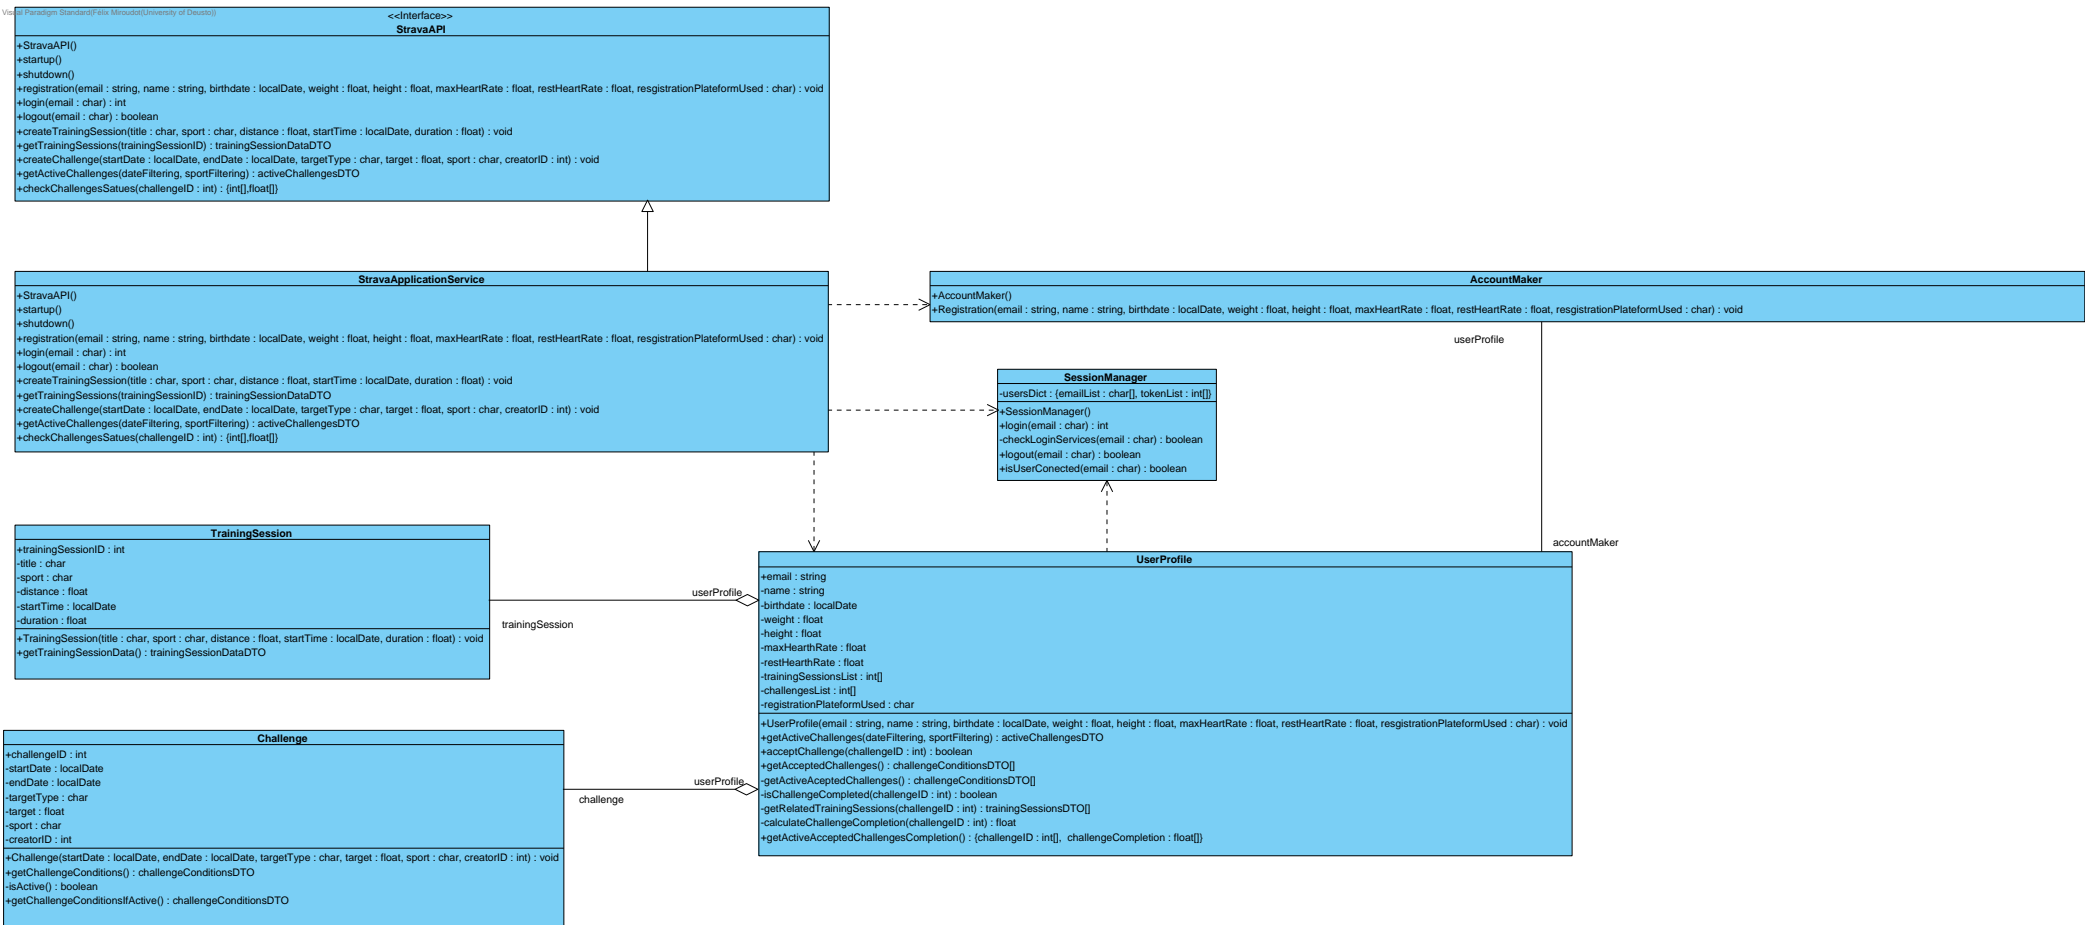 Visual Paradigm Standard(Félix Miroudot(University of Deusto))
<<Interface>>
StravaAPI
+StravaAPI()
+startup()
+shutdown()
+registration(email : string, name : string, birthdate : localDate, weight : float, height : float, maxHeartRate : float, restHeartRate : float, resgistrationPlateformUsed : char) : void
+login(email : char) : int
+logout(email : char) : boolean
+createTrainingSession(title : char, sport : char, distance : float, startTime : localDate, duration : float) : void
+getTrainingSessions(trainingSessionID) : trainingSessionDataDTO
+createChallenge(startDate : localDate, endDate : localDate, targetType : char, target : float, sport : char, creatorID : int) : void
+getActiveChallenges(dateFiltering, sportFiltering) : activeChallengesDTO
+checkChallengesSatues(challengeID : int) : {int[],float[]}
StravaApplicationService
+StravaAPI()
+startup()
+shutdown()
+registration(email : string, name : string, birthdate : localDate, weight : float, height : float, maxHeartRate : float, restHeartRate : float, resgistrationPlateformUsed : char) : void
+login(email : char) : int
+logout(email : char) : boolean
+createTrainingSession(title : char, sport : char, distance : float, startTime : localDate, duration : float) : void
+getTrainingSessions(trainingSessionID) : trainingSessionDataDTO
+createChallenge(startDate : localDate, endDate : localDate, targetType : char, target : float, sport : char, creatorID : int) : void
+getActiveChallenges(dateFiltering, sportFiltering) : activeChallengesDTO
+checkChallengesSatues(challengeID : int) : {int[],float[]}
AccountMaker
+AccountMaker()
+Registration(email : string, name : string, birthdate : localDate, weight : float, height : float, maxHeartRate : float, restHeartRate : float, resgistrationPlateformUsed : char) : void
userProfile
accountMaker
SessionManager
-usersDict : {emailList : char[], tokenList : int[]}
+SessionManager()
+login(email : char) : int
-checkLoginServices(email : char) : boolean
+logout(email : char) : boolean
+isUserConected(email : char) : boolean
TrainingSession
+trainingSessionID : int
-title : char
-sport : char
-distance : float
-startTime : localDate
-duration : float
+TrainingSession(title : char, sport : char, distance : float, startTime : localDate, duration : float) : void
+getTrainingSessionData() : trainingSessionDataDTO
userProfile
trainingSession
UserProfile
+email : string
-name : string
-birthdate : localDate
-weight : float
-height : float
-maxHearthRate : float
-restHearthRate : float
-trainingSessionsList : int[]
-challengesList : int[]
-registrationPlateformUsed : char
+UserProfile(email : string, name : string, birthdate : localDate, weight : float, height : float, maxHeartRate : float, restHeartRate : float, resgistrationPlateformUsed : char) : void
+getActiveChallenges(dateFiltering, sportFiltering) : activeChallengesDTO
+acceptChallenge(challengeID : int) : boolean
+getAcceptedChallenges() : challengeConditionsDTO[]
-getActiveAceptedChallenges() : challengeConditionsDTO[]
-isChallengeCompleted(challengeID : int) : boolean
-getRelatedTrainingSessions(challengeID : int) : trainingSessionsDTO[]
-calculateChallengeCompletion(challengeID : int) : float
+getActiveAcceptedChallengesCompletion() : {challengeID : int[], challengeCompletion : float[]}
Challenge
+challengeID : int
-startDate : localDate
-endDate : localDate
-targetType : char
-target : float
-sport : char
-creatorID : int
+Challenge(startDate : localDate, endDate : localDate, targetType : char, target : float, sport : char, creatorID : int) : void
+getChallengeConditions() : challengeConditionsDTO
-isActive() : boolean
+getChallengeConditionsIfActive() : challengeConditionsDTO
userProfile
challenge